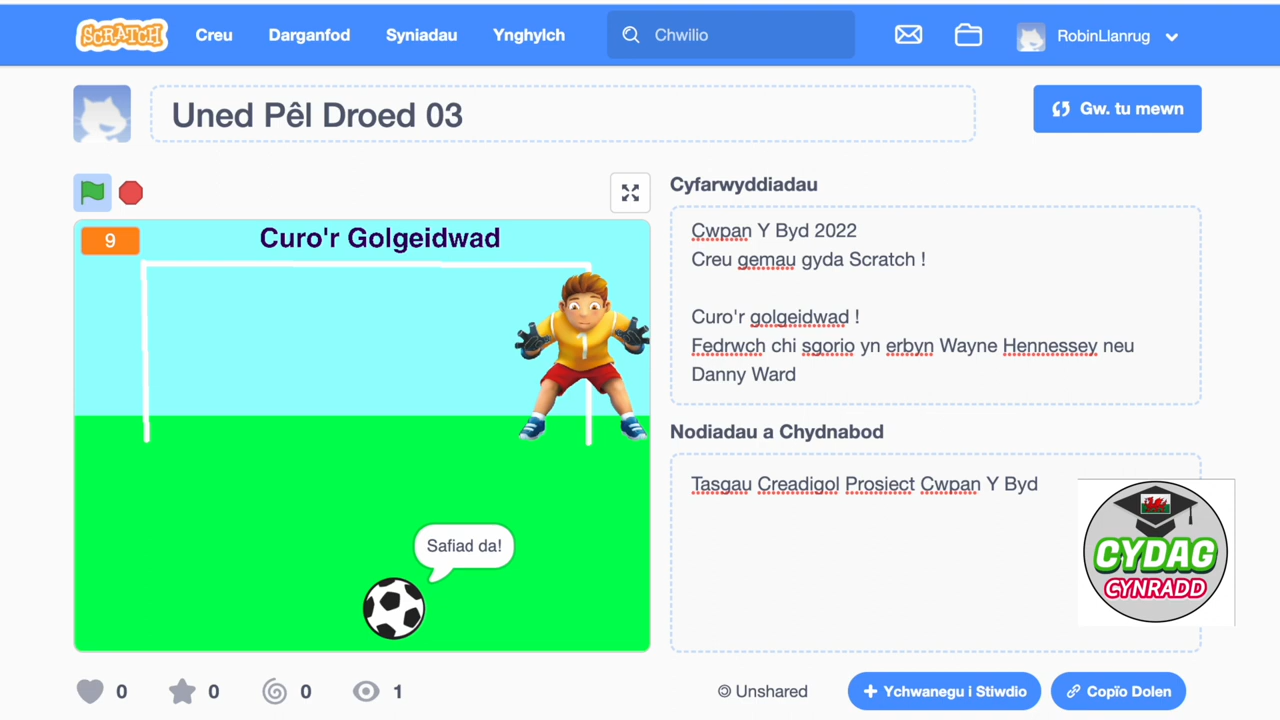 SCRATCH
Creu
Darganfod
Syniadau
Ynghylch
Chwilio
RobinLlanrug
Uned Pêl Droed 03
Gw. tu mewn
9
Curo'r Golgeidwad
1
Safiad da!
Cyfarwyddiadau
Cwpan Y Byd 2022
Creu gemau gyda Scratch !
Curo'r golgeidwad !
Fedrwch chi sgorio yn erbyn Wayne Hennessey neu
Danny Ward
Nodiadau a Chydnabod
Tasgau Creadigol Prosiect Cwpan Y Byd
CYDAG
CYNRADD
0
0
0
1
Unshared
Ychwanegu i Stiwdio
Copïo Dolen